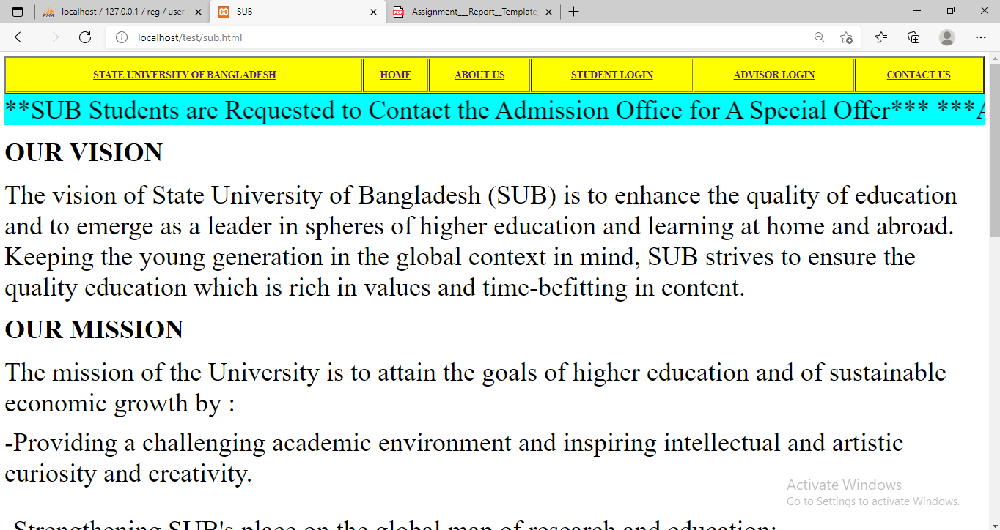 localhost / 127.0.0.1 / reg / user
SUB
Assignment__Report__Template
localhost/test/sub.html
STATE UNIVERSITY OF BANGLADESH HOME ABOUT US STUDENT LOGIN ADVISOR LOGIN CONTACT US
**SUB Students are Requested to Contact the Admission Office for A Special Offer*** ***A
OUR VISION
The vision of State University of Bangladesh (SUB) is to enhance the quality of education
and to emerge as a leader in spheres of higher education and learning at home and abroad.
Keeping the young generation in the global context in mind, SUB strives to ensure the
quality education which is rich in values and time-befitting in content.
OUR MISSION
The mission of the University is to attain the goals of higher education and of sustainable
economic growth by :
-Providing a challenging academic environment and inspiring intellectual and artistic
curiosity and creativity.
Activate Windows
Go to Settings to activate Windows.
-Strengthening SUB's place on the global map of research and education;